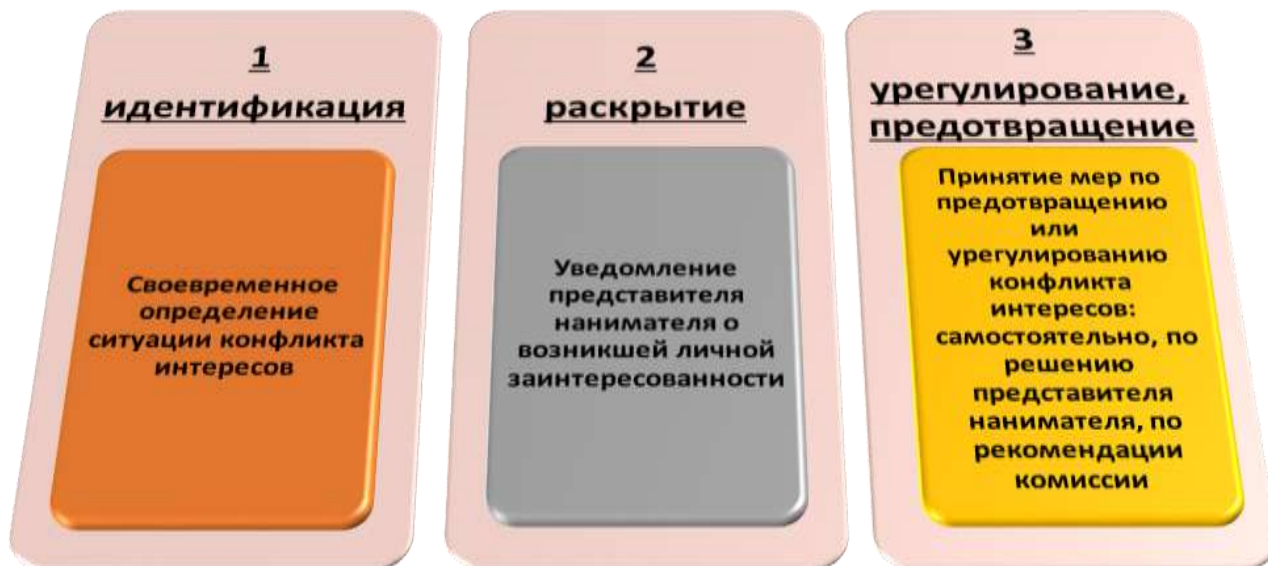 1
идентификация
Своевременное
определение
ситуации конфликта
интересов
2
раскрытие
Уведомление
представителя
нанимателя о
возникшей личной
заинтересованности
3
урегулирование,
предотвращение
Принятие мер по
предотвращению
или
урегулированию
конфликта
интересов:
самостоятельно, по
решению
представителя
нанимателя, по
рекомендации
комиссии